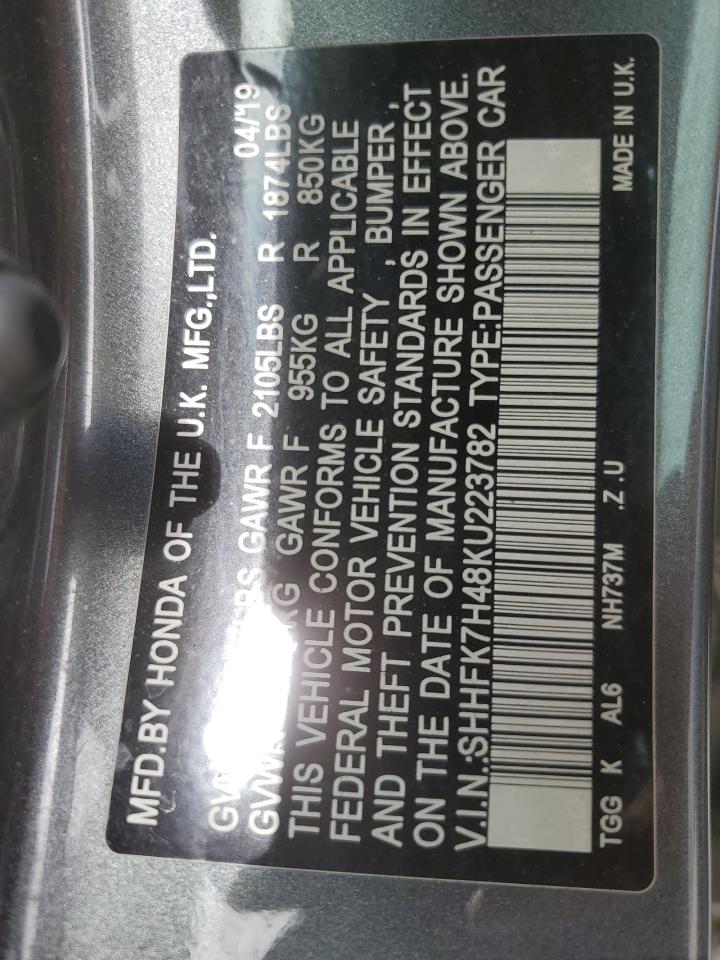 MFD.BY HONDA OF THE U.K. MFG.,LTD. 04/19
GAWR F 2105LBS R 1874LBS
KG GAWR F 955KG R 850KG
THIS VEHICLE CONFORMS TO ALL APPLICABLE
FEDERAL MOTOR VEHICLE SAFETY , BUMPER ,
AND THEFT PREVENTION STANDARDS IN EFFECT
ON THE DATE OF MANUFACTURE SHOWN ABOVE.
V.I.N.:SHHFK7H48KU223782 TYPE:PASSENGER CAR
TGG K AL6 NH737M .Z .U MADE IN U.K.